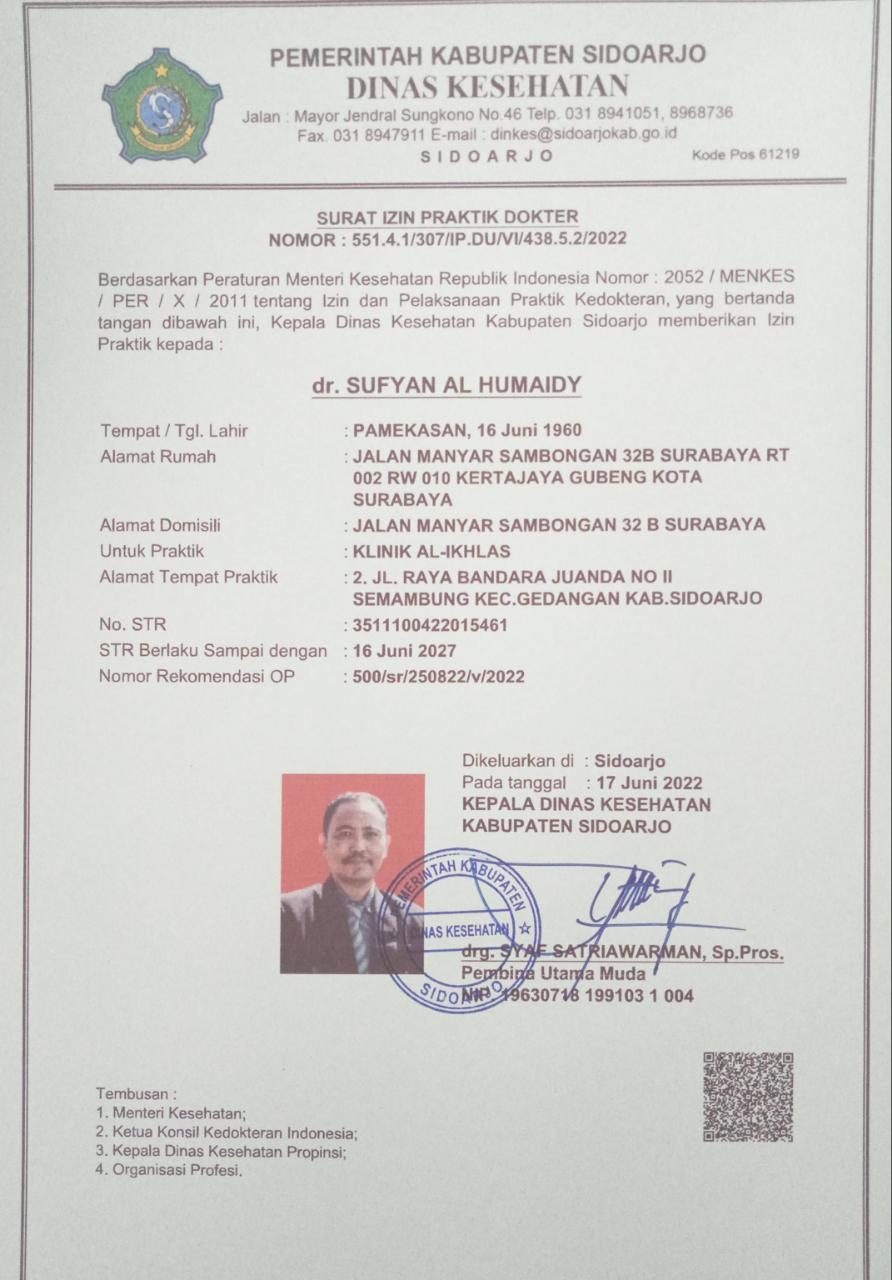 PEMERINTAH KABUPATEN SIDOARJO
DINAS KESEHATAN
Jalan : Mayor Jendral Sungkono No.46 Telp. 031 8941051, 8968736
Fax. 031 8947911 E-mail : dinkes@sidoarjokab.go.id
SIDOARJO Kode Pos 61219
SURAT IZIN PRAKTIK DOKTER
NOMOR : 551.4.1/307/IP.DU/VI/438.5.2/2022
Berdasarkan Peraturan Menteri Kesehatan Republik Indonesia Nomor : 2052 / MENKES
/ PER / X / 2011 tentang Izin dan Pelaksanaan Praktik Kedokteran, yang bertanda
tangan dibawah ini, Kepala Dinas Kesehatan Kabupaten Sidoarjo memberikan Izin
Praktik kepada :
dr. SUFYAN AL HUMAIDY
Tempat / Tgl. Lahir : PAMEKASAN, 16 Juni 1960
Alamat Rumah : JALAN MANYAR SAMBONGAN 32B SURABAYA RT
002 RW 010 KERTAJAYA GUBENG KOTA
SURABAYA
Alamat Domisili : JALAN MANYAR SAMBONGAN 32 B SURABAYA
Untuk Praktik : KLINIK AL-IKHLAS
Alamat Tempat Praktik : 2. JL. RAYA BANDARA JUANDA NO II
SEMAMBUNG KEC.GEDANGAN KAB.SIDOARJO
No. STR : 3511100422015461
STR Berlaku Sampai dengan : 16 Juni 2027
Nomor Rekomendasi OP : 500/sr/250822/v/2022
Dikeluarkan di : Sidoarjo
Pada tanggal : 17 Juni 2022
KEPALA DINAS KESEHATAN
KABUPATEN SIDOARJO
PEMERINTAH KABUPATEN
DINAS KESEHATAN
SIDOARJO
drg. SYAF SATRIAWARMAN, Sp.Pros.
Pembina Utama Muda
NIP. 19630718 199103 1 004
Tembusan :
1. Menteri Kesehatan;
2. Ketua Konsil Kedokteran Indonesia;
3. Kepala Dinas Kesehatan Propinsi;
4. Organisasi Profesi.